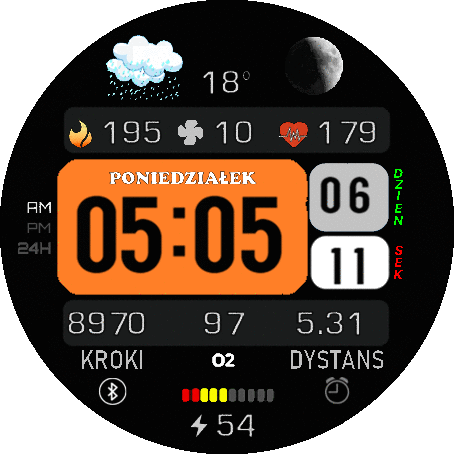 18°
195 10 179
PONIEDZIAŁEK
AM
PM
24H
05:05
06
DZIEN
11
SEK
8970 97 5.31
KROKI O2 DYSTANS
54